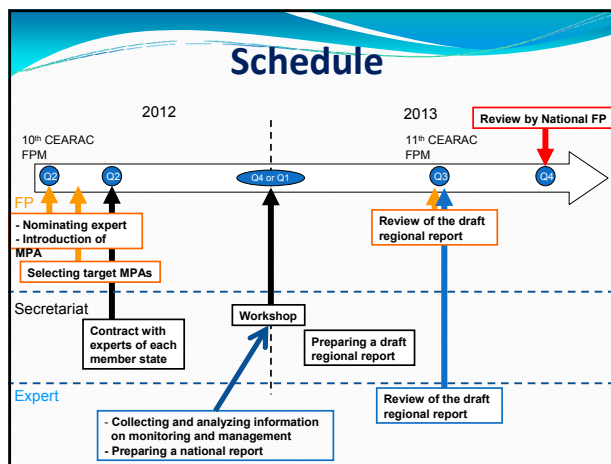 Schedule
2012
2013
Review by National FP
10th CEARAC
FPM
11th CEARAC
FPM
Q2
Q2
Q4 or Q1
Q3
Q4
FP
- Nominating expert
- Introduction of
MPA
Selecting target MPAs
Review of the draft
regional report
Secretariat
Contract with
experts of each
member state
Workshop
Preparing a draft
regional report
Expert
- Collecting and analyzing information
on monitoring and management
- Preparing a national report
Review of the draft
regional report